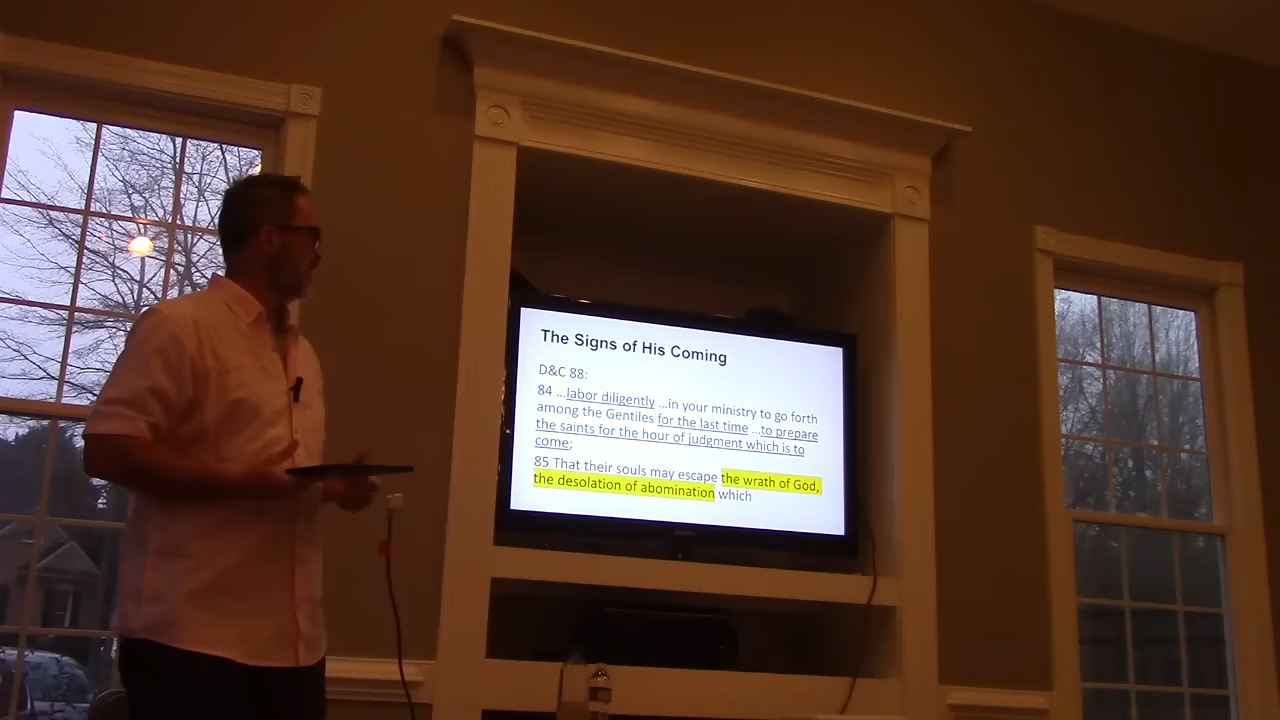 The Signs of His Coming
D&C 88:
84 ...labor diligently ...in your ministry to go forth
among the Gentiles for the last time ...to prepare
the saints for the hour of judgment which is to
come;
85 That their souls may escape the wrath of God,
the desolation of abomination which